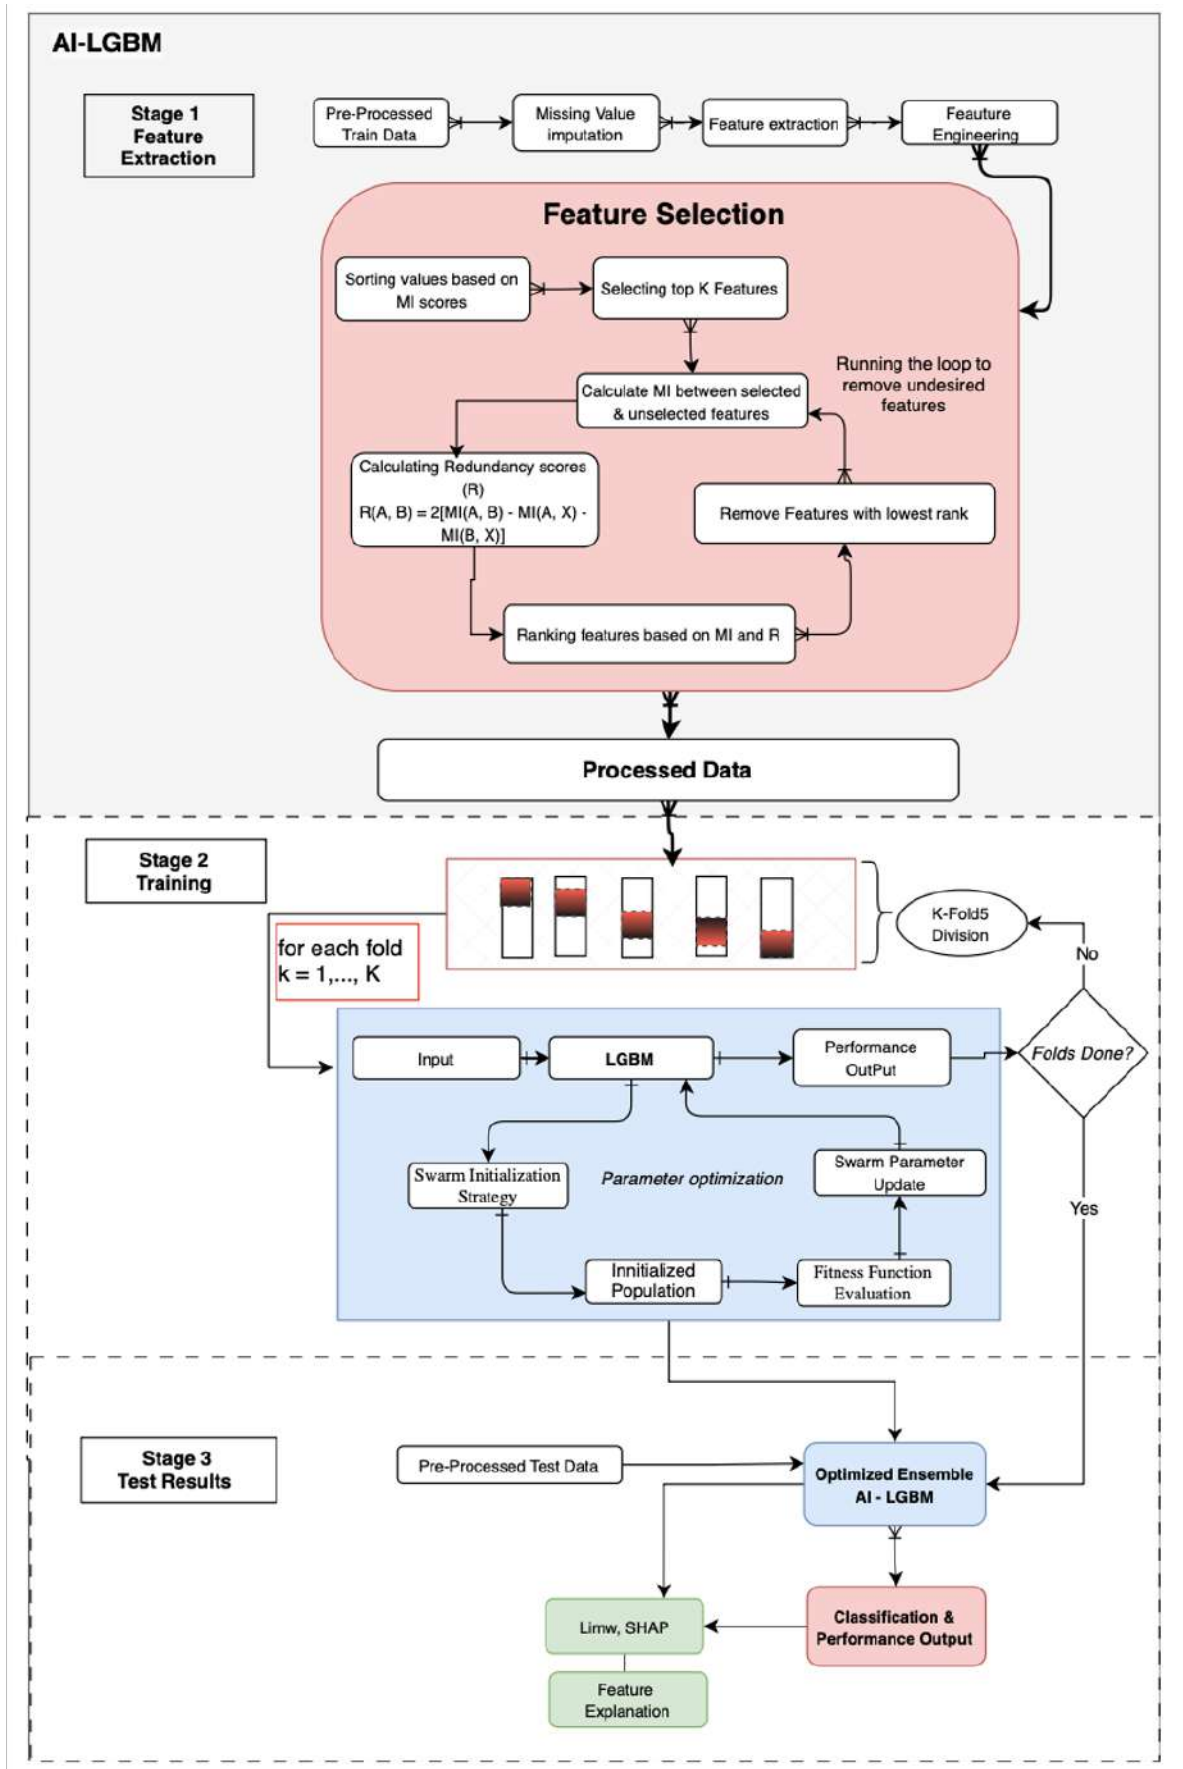 AI-LGBM
Stage 1
Feature
Extraction
Pre-Processed
Train Data
Missing Value
imputation
Feature extraction
Feauture
Engineering
Feature Selection
Sorting values based on
MI scores
Selecting top K Features
Running the loop to
remove undesired
features
Calculate MI between selected
& unselected features
Calculating Redundancy scores
(R)
R(A, B) = 2[MI(A, B) - MI(A, X) -
MI(B, X)]
Remove Features with lowest rank
Ranking features based on MI and R
Processed Data
Stage 2
Training
K-Fold5
Division
for each fold
k = 1,..., K
No
Folds Done?
Input
LGBM
Performance
OutPut
Swarm Initialization
Strategy
Parameter optimization
Swarm Parameter
Update
Yes
Innitialized
Population
Fitness Function
Evaluation
Stage 3
Test Results
Pre-Processed Test Data
Optimized Ensemble
AI - LGBM
Limw, SHAP
Classification &
Performance Output
Feature
Explanation